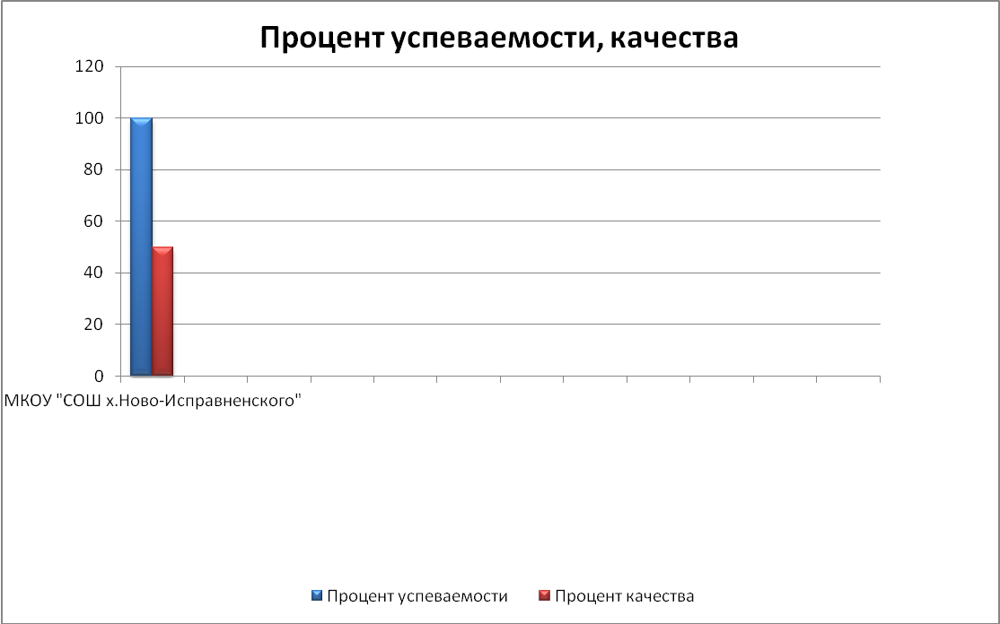 Процент успеваемости, качества
120
100
80
60
40
20
0
МКОУ "СОШ х.Ново-Исправненского"
Процент успеваемости Процент качества